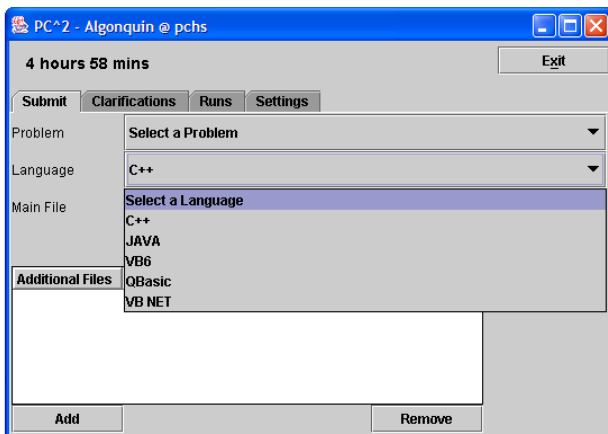 PC^2 - Algonquin @ pchs
4 hours 58 mins
Exit
Submit Clarifications Runs Settings
Problem Select a Problem
Language C++
Main File Select a Language
C++
JAVA
VB6
Additional Files QBasic
VB NET
Add Remove